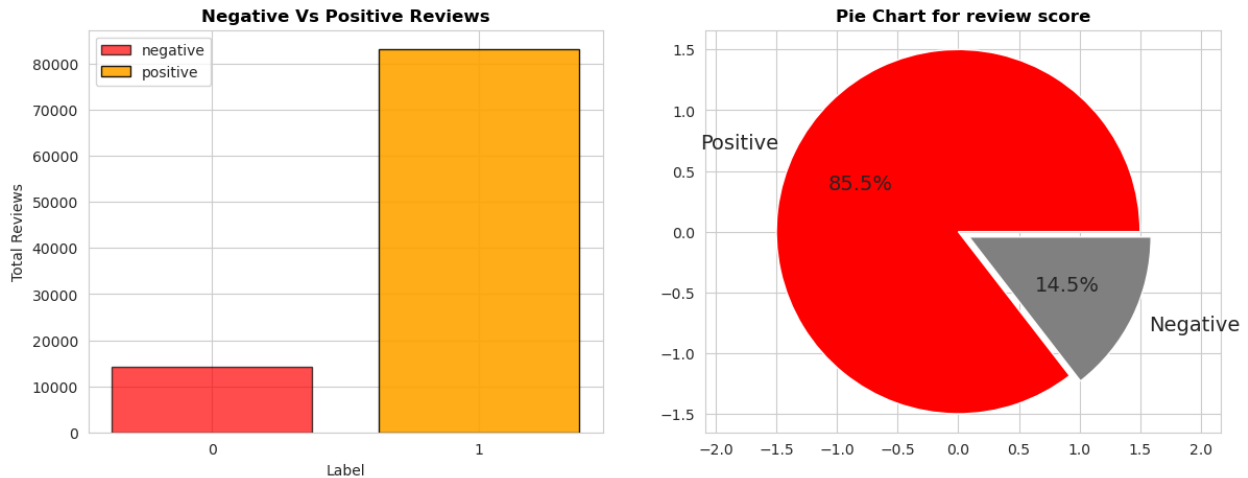 Negative Vs Positive Reviews
negative
positive
80000
70000
60000
50000
40000
30000
20000
10000
0
Total Reviews
0 1
Label
Pie Chart for review score
1.5
1.0
0.5
0.0
−0.5
−1.0
−1.5
Positive
85.5%
14.5%
Negative
−2.0 −1.5 −1.0 −0.5 0.0 0.5 1.0 1.5 2.0